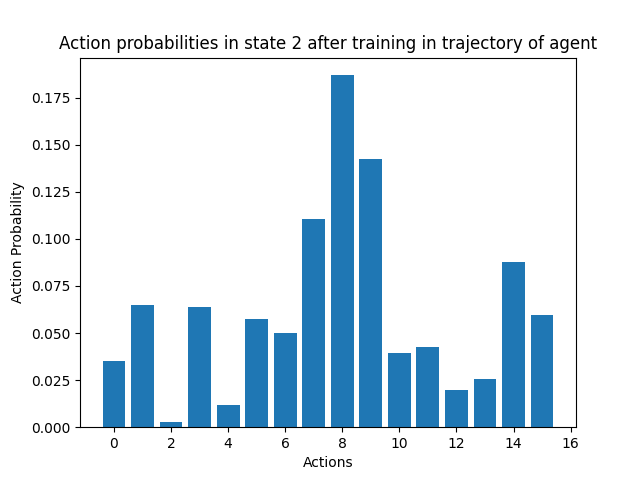 Action probabilities in state 2 after training in trajectory of agent
0.175
0.150
0.125
0.100
0.075
0.050
0.025
0.000
Action Probability
0 2 4 6 8 10 12 14 16
Actions